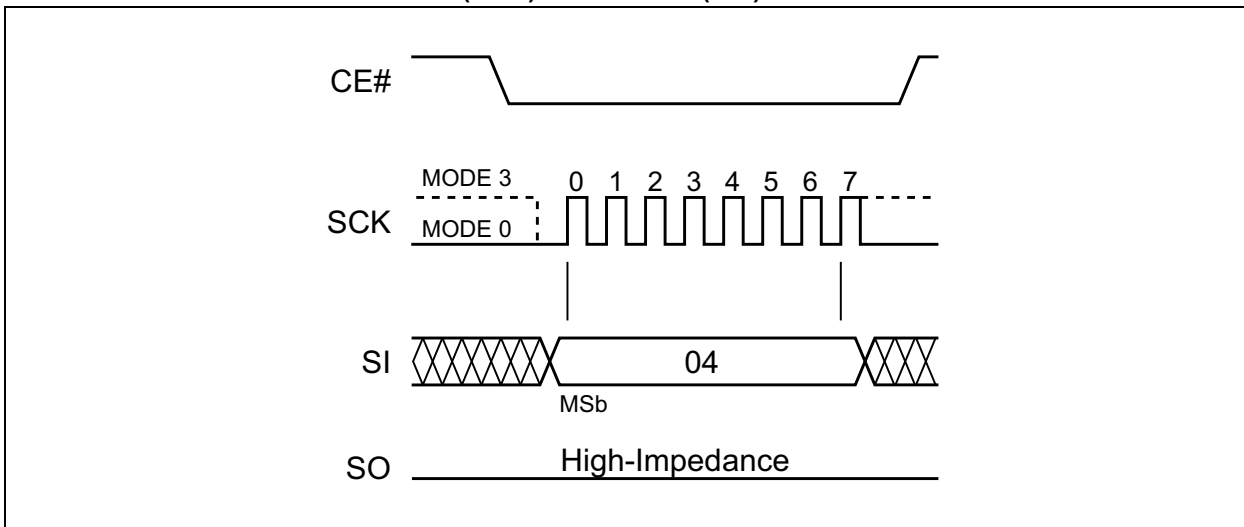 CE#
MODE 3
0 1 2 3 4 5 6 7
SCK
MODE 0
SI
04
MSb
SO
High-Impedance